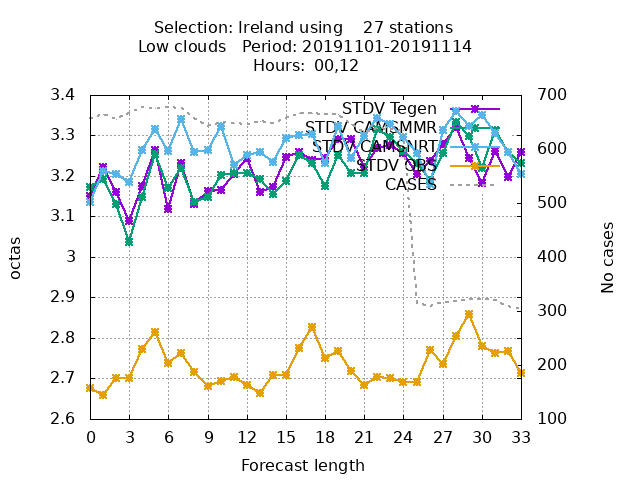 Selection: Ireland using    27 stations
Low clouds   Period: 20191101-20191114
Hours:  00,12
3.4
3.3
3.2
3.1
3
2.9
2.8
2.7
2.6
octas
STDV Tegen
STDV CAMSMMR
STDV CAMSNRT
STDV OBS
CASES
700
600
500
400
300
200
100
No cases
0 3 6 9 12 15 18 21 24 27 30 33
Forecast length